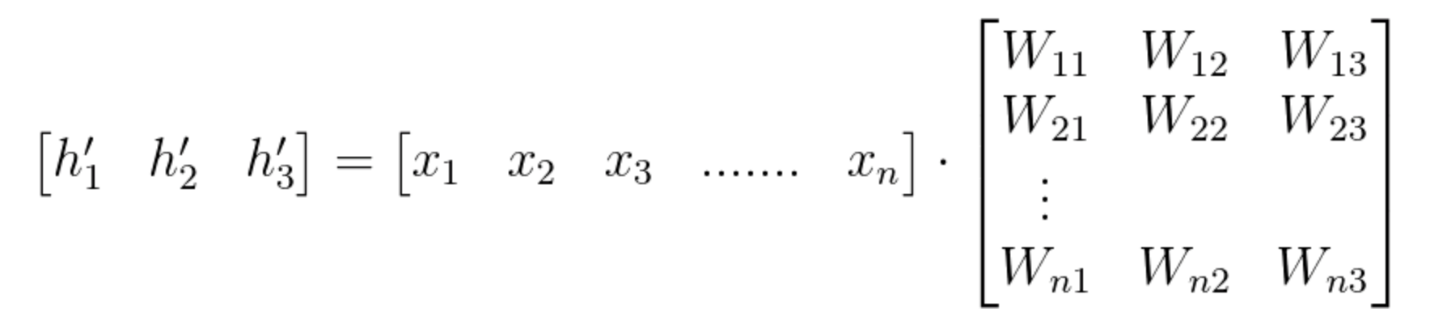 [h′₁ h′₂ h′₃] = [x₁ x₂ x₃ ....... xₙ] · [W₁₁ W₁₂ W₁₃
W₂₁ W₂₂ W₂₃
⋮
Wₙ₁ Wₙ₂ Wₙ₃]